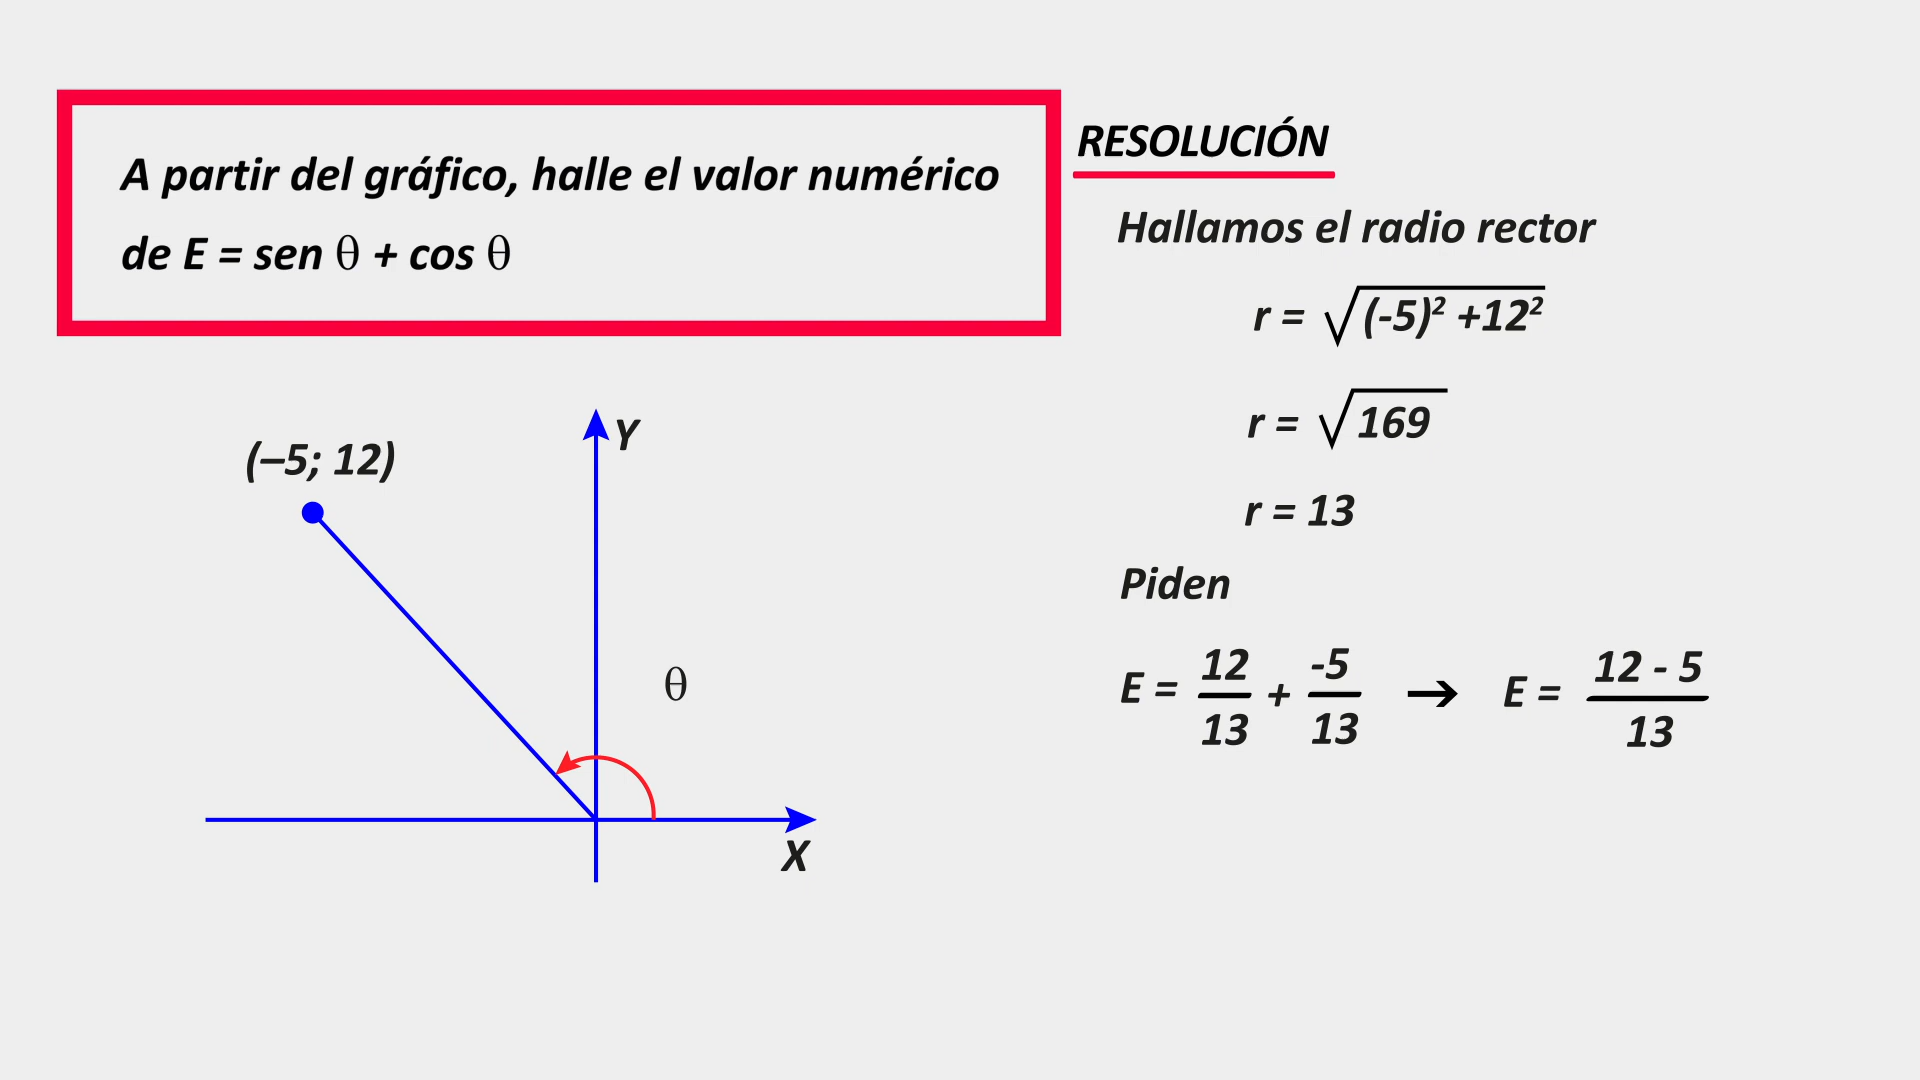 A partir del gráfico, halle el valor numérico
de E = sen θ + cos θ
(–5; 12)
Y
θ
X
RESOLUCIÓN
Hallamos el radio rector
r = √(-5)² +12²
r = √169
r = 13
Piden
E = 12/13 + -5/13 → E = 12 - 5/13